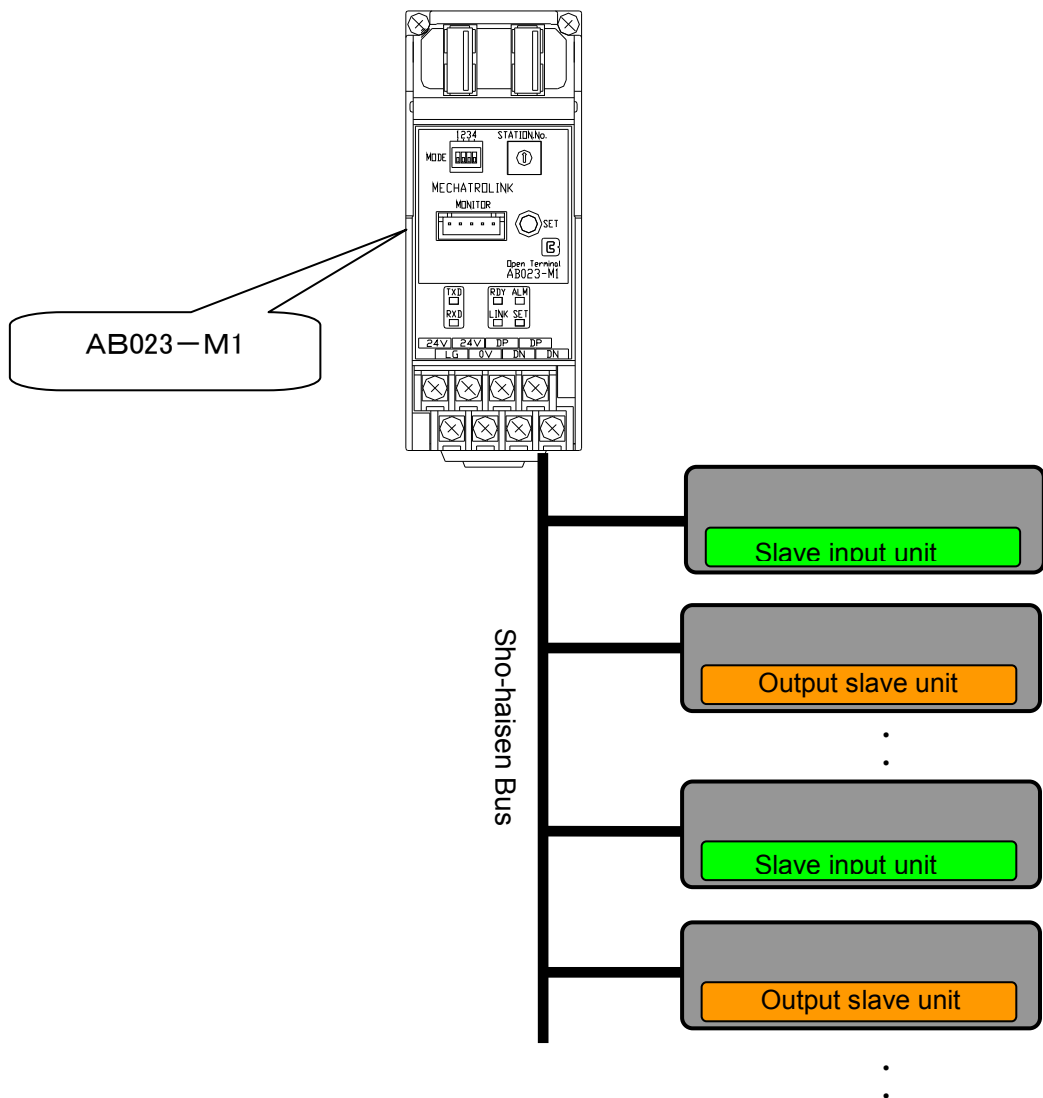 1234 STATION.No.
MODE
MECHATROLINK
MONITOR
SET
Open Terminal
AB023-M1
TXD RDY ALM
RXD LINK SET
24V 24V DP DP
LG 0V DN DN
AB023－M1
Sho-haisen Bus
Slave input unit
Output slave unit
Slave input unit
Output slave unit